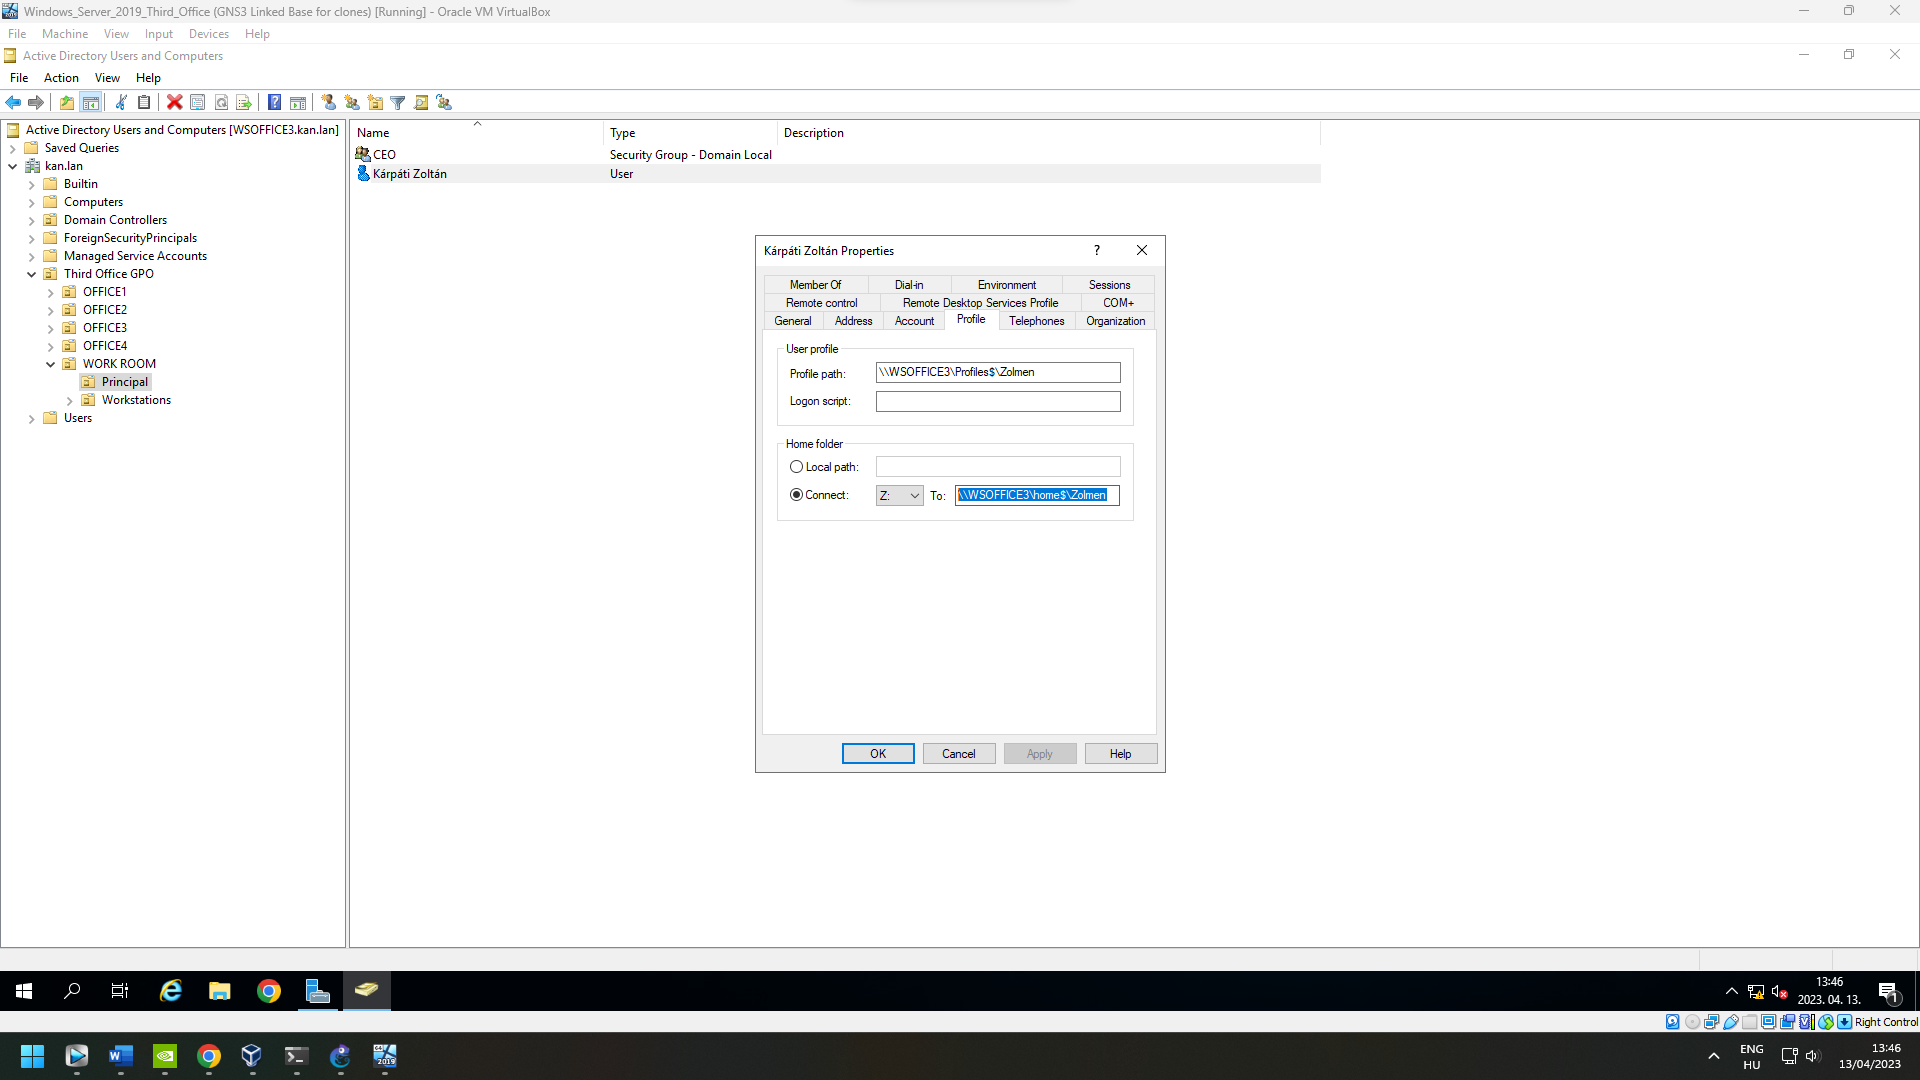 Windows_Server_2019_Third_Office (GNS3 Linked Base for clones) [Running] - Oracle VM VirtualBox
File Machine View Input Devices Help
Active Directory Users and Computers
File Action View Help
Active Directory Users and Computers [WSOFFICE3.kan.lan]
Saved Queries
kan.lan
Builtin
Computers
Domain Controllers
ForeignSecurityPrincipals
Managed Service Accounts
Third Office GPO
OFFICE1
OFFICE2
OFFICE3
OFFICE4
WORK ROOM
Principal
Workstations
Users
Name Type Description
CEO Security Group - Domain Local
Kárpáti Zoltán User
Kárpáti Zoltán Properties ?
Member Of Dial-in Environment Sessions
Remote control Remote Desktop Services Profile COM+
General Address Account Profile Telephones Organization
User profile
Profile path: \\WSOFFICE3\Profiles$\Zolmen
Logon script:
Home folder
Local path:
Connect: Z: To: \\WSOFFICE3\home$\Zolmen
OK Cancel Apply Help
13:46
2023. 04. 13.
1
Right Control
2019
ENG
HU
13:46
13/04/2023